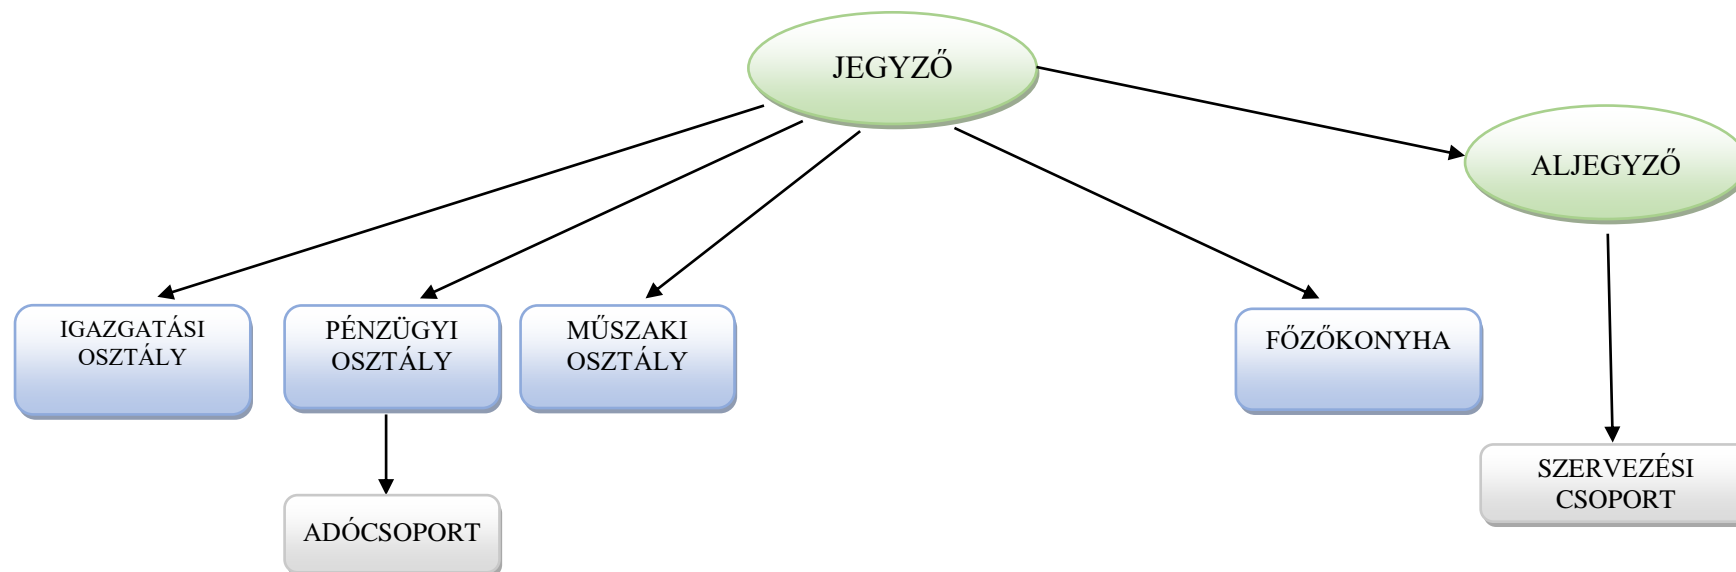 JEGYZŐ
ALJEGYZŐ
IGAZGATÁSI
OSZTÁLY
PÉNZÜGYI
OSZTÁLY
MŰSZAKI
OSZTÁLY
FŐZŐKONYHA
SZERVEZÉSI
CSOPORT
ADÓCSOPORT